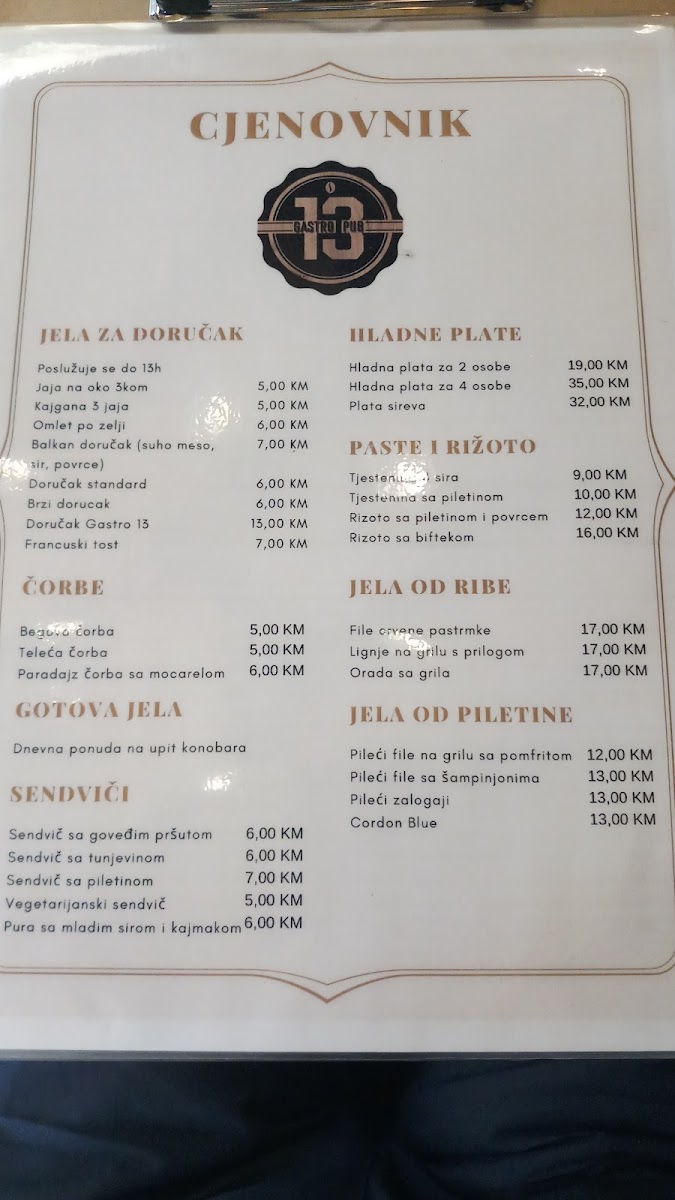 CJENOVNIK
13
GASTRO PUB
JELA ZA DORUČAK
Poslužuje se do 13h
Jaja na oko 3kom 5,00 KM
Kajgana 3 jaja 5,00 KM
Omlet po zelji 6,00 KM
Balkan doručak (suho meso, 7,00 KM
sir, povrce)
Doručak standard 6,00 KM
Brzi dorucak 6,00 KM
Doručak Gastro 13 13,00 KM
Francuski tost 7,00 KM
ČORBE
Begova čorba 5,00 KM
Teleća čorba 5,00 KM
Paradajz čorba sa mocarelom 6,00 KM
GOTOVA JELA
Dnevna ponuda na upit konobara
SENDVIČI
Sendvič sa goveđim pršutom 6,00 KM
Sendvič sa tunjevinom 6,00 KM
Sendvič sa piletinom 7,00 KM
Vegetarijanski sendvič 5,00 KM
Pura sa mladim sirom i kajmakom 6,00 KM
HLADNE PLATE
Hladna plata za 2 osobe 19,00 KM
Hladna plata za 4 osobe 35,00 KM
Plata sireva 32,00 KM
PASTE I RIŽOTO
Tjestenina sira 9,00 KM
Tjestenina sa piletinom 10,00 KM
Rizoto sa piletinom i povrcem 12,00 KM
Rizoto sa biftekom 16,00 KM
JELA OD RIBE
File crvene pastrmke 17,00 KM
Lignje na grilu s prilogom 17,00 KM
Orada sa grila 17,00 KM
JELA OD PILETINE
Pileći file na grilu sa pomfritom 12,00 KM
Pileći file sa šampinjonima 13,00 KM
Pileći zalogaji 13,00 KM
Cordon Blue 13,00 KM